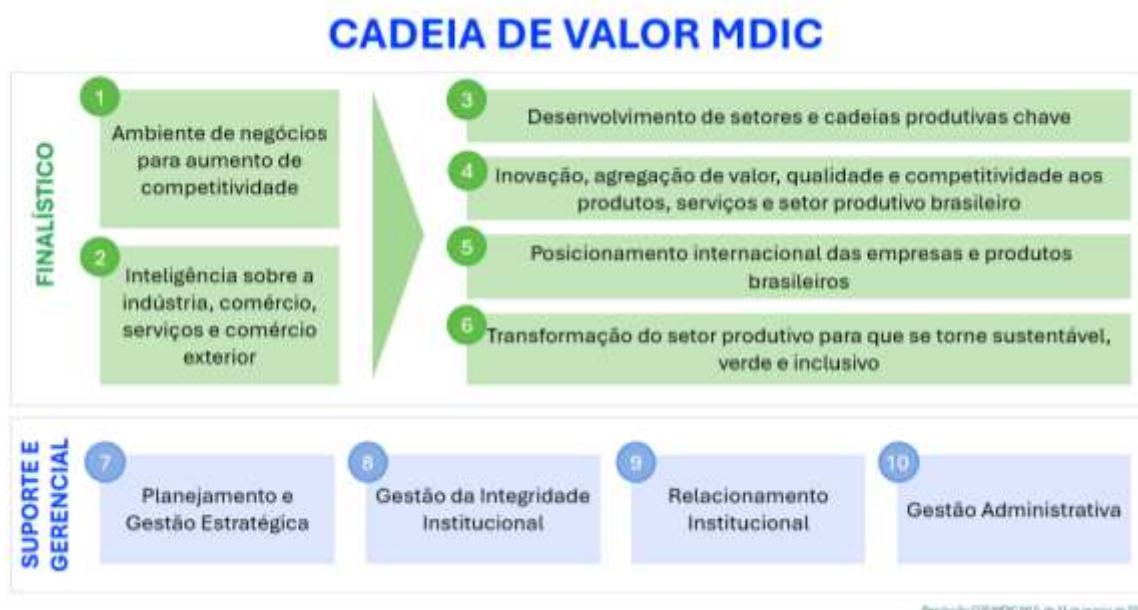 CADEIA DE VALOR MDIC
FINALÍSTICO
1
Ambiente de negócios
para aumento de
competitividade
2
Inteligência sobre a
indústria, comércio,
serviços e comércio
exterior
3
Desenvolvimento de setores e cadeias produtivas chave
4
Inovação, agregação de valor, qualidade e competitividade aos
produtos, serviços e setor produtivo brasileiro
5
Posicionamento internacional das empresas e produtos
brasileiros
6
Transformação do setor produtivo para que se torne sustentável,
verde e inclusivo
SUPORTE E
GERENCIAL
7
Planejamento e
Gestão Estratégica
8
Gestão da Integridade
Institucional
9
Relacionamento
Institucional
10
Gestão Administrativa
Resolução